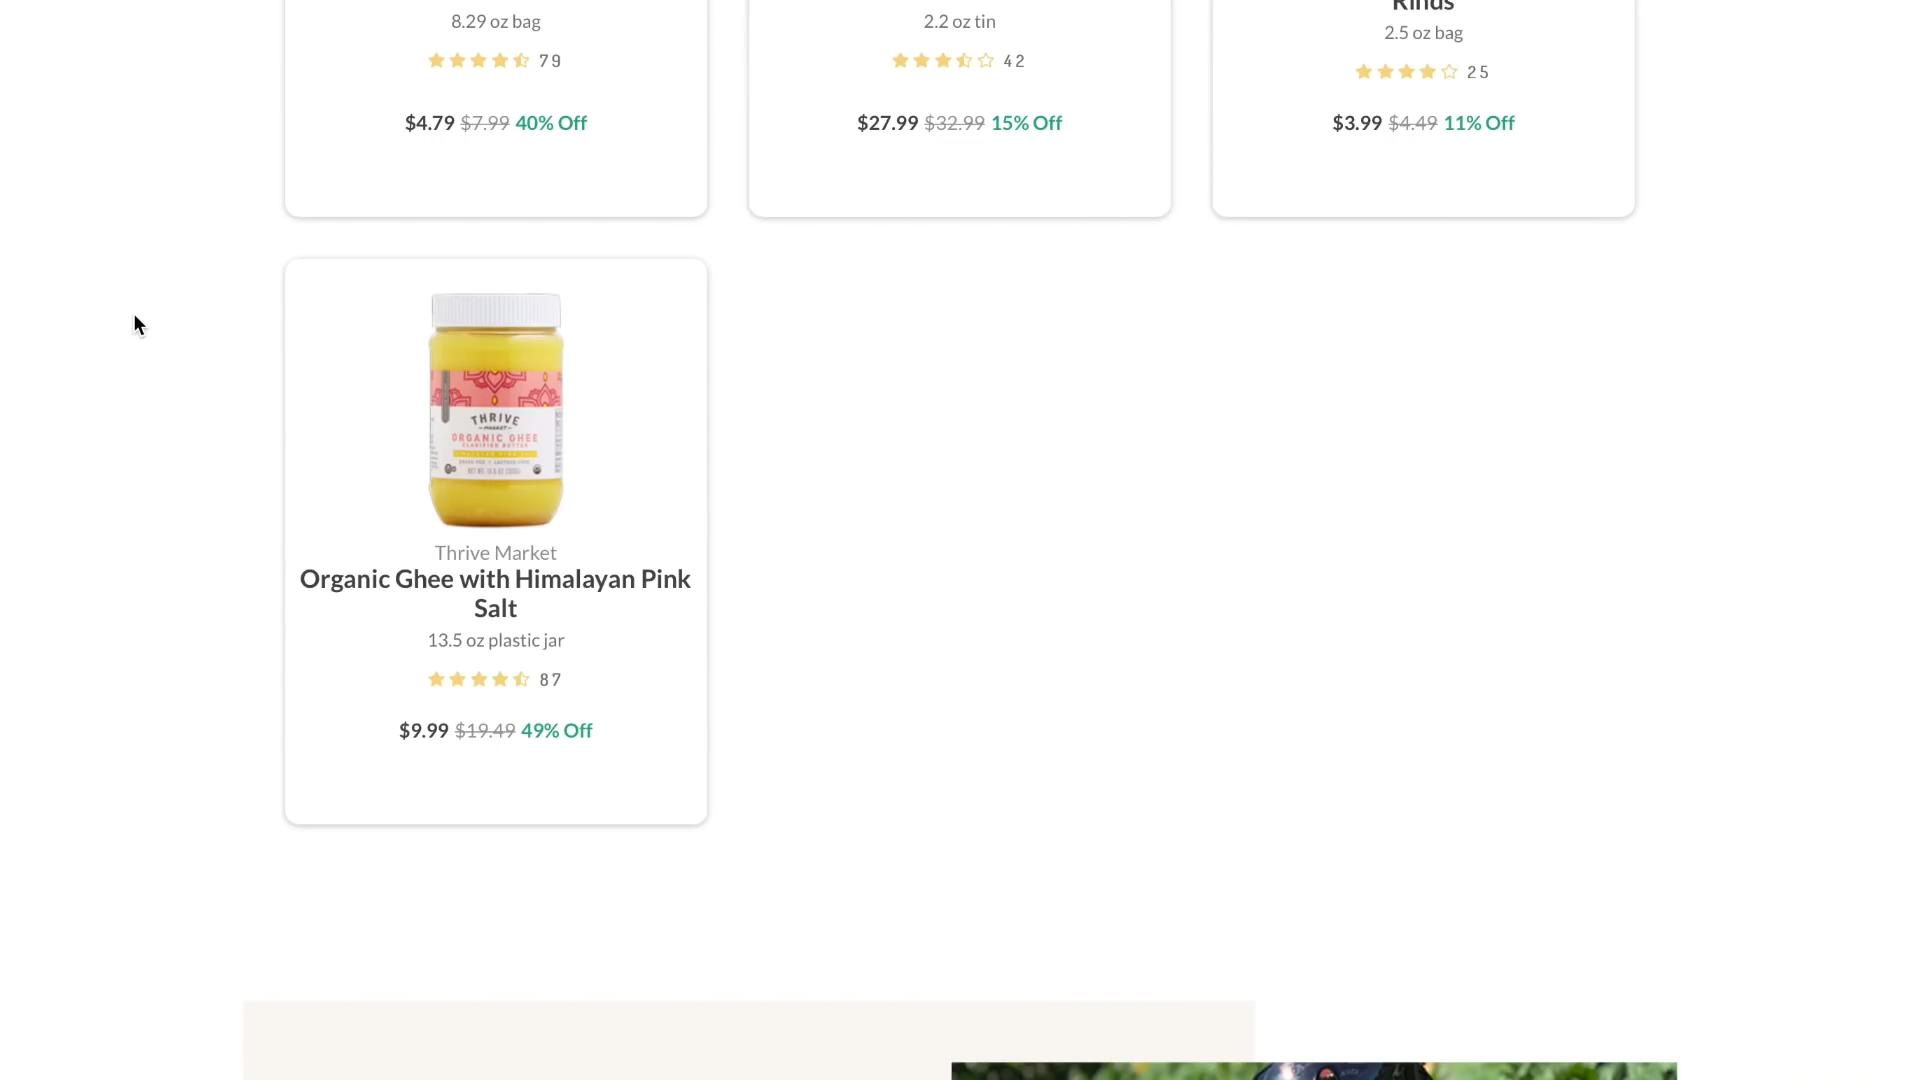 8.29 oz bag
79
$4.79 $7.99 40% Off
2.2 oz tin
42
$27.99 $32.99 15% Off
Rinds
2.5 oz bag
25
$3.99 $4.49 11% Off
THRIVE
MARKET
ORGANIC GHEE
CLARIFIED BUTTER
Thrive Market
Organic Ghee with Himalayan Pink
Salt
13.5 oz plastic jar
87
$9.99 $19.49 49% Off